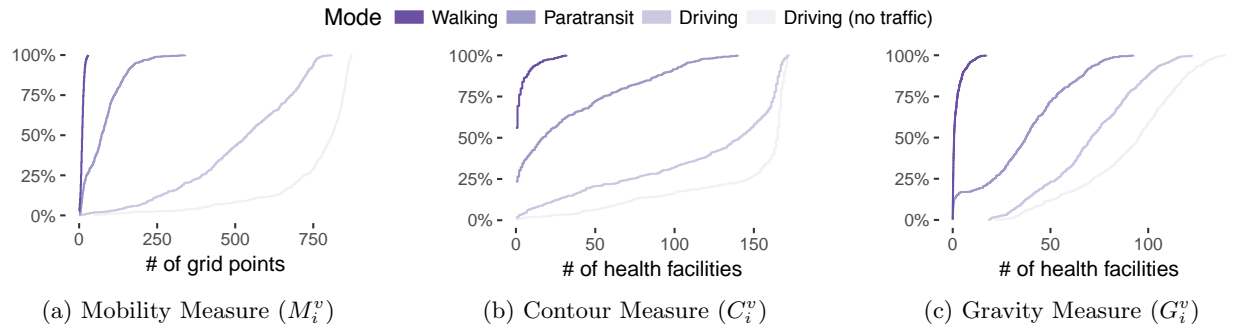 Mode Walking Paratransit Driving Driving (no traffic)
100%
75%
50%
25%
0%
0 250 500 750
# of grid points
(a) Mobility Measure (M_i^v)
100%
75%
50%
25%
0%
0 50 100 150
# of health facilities
(b) Contour Measure (C_i^v)
100%
75%
50%
25%
0%
0 50 100
# of health facilities
(c) Gravity Measure (G_i^v)